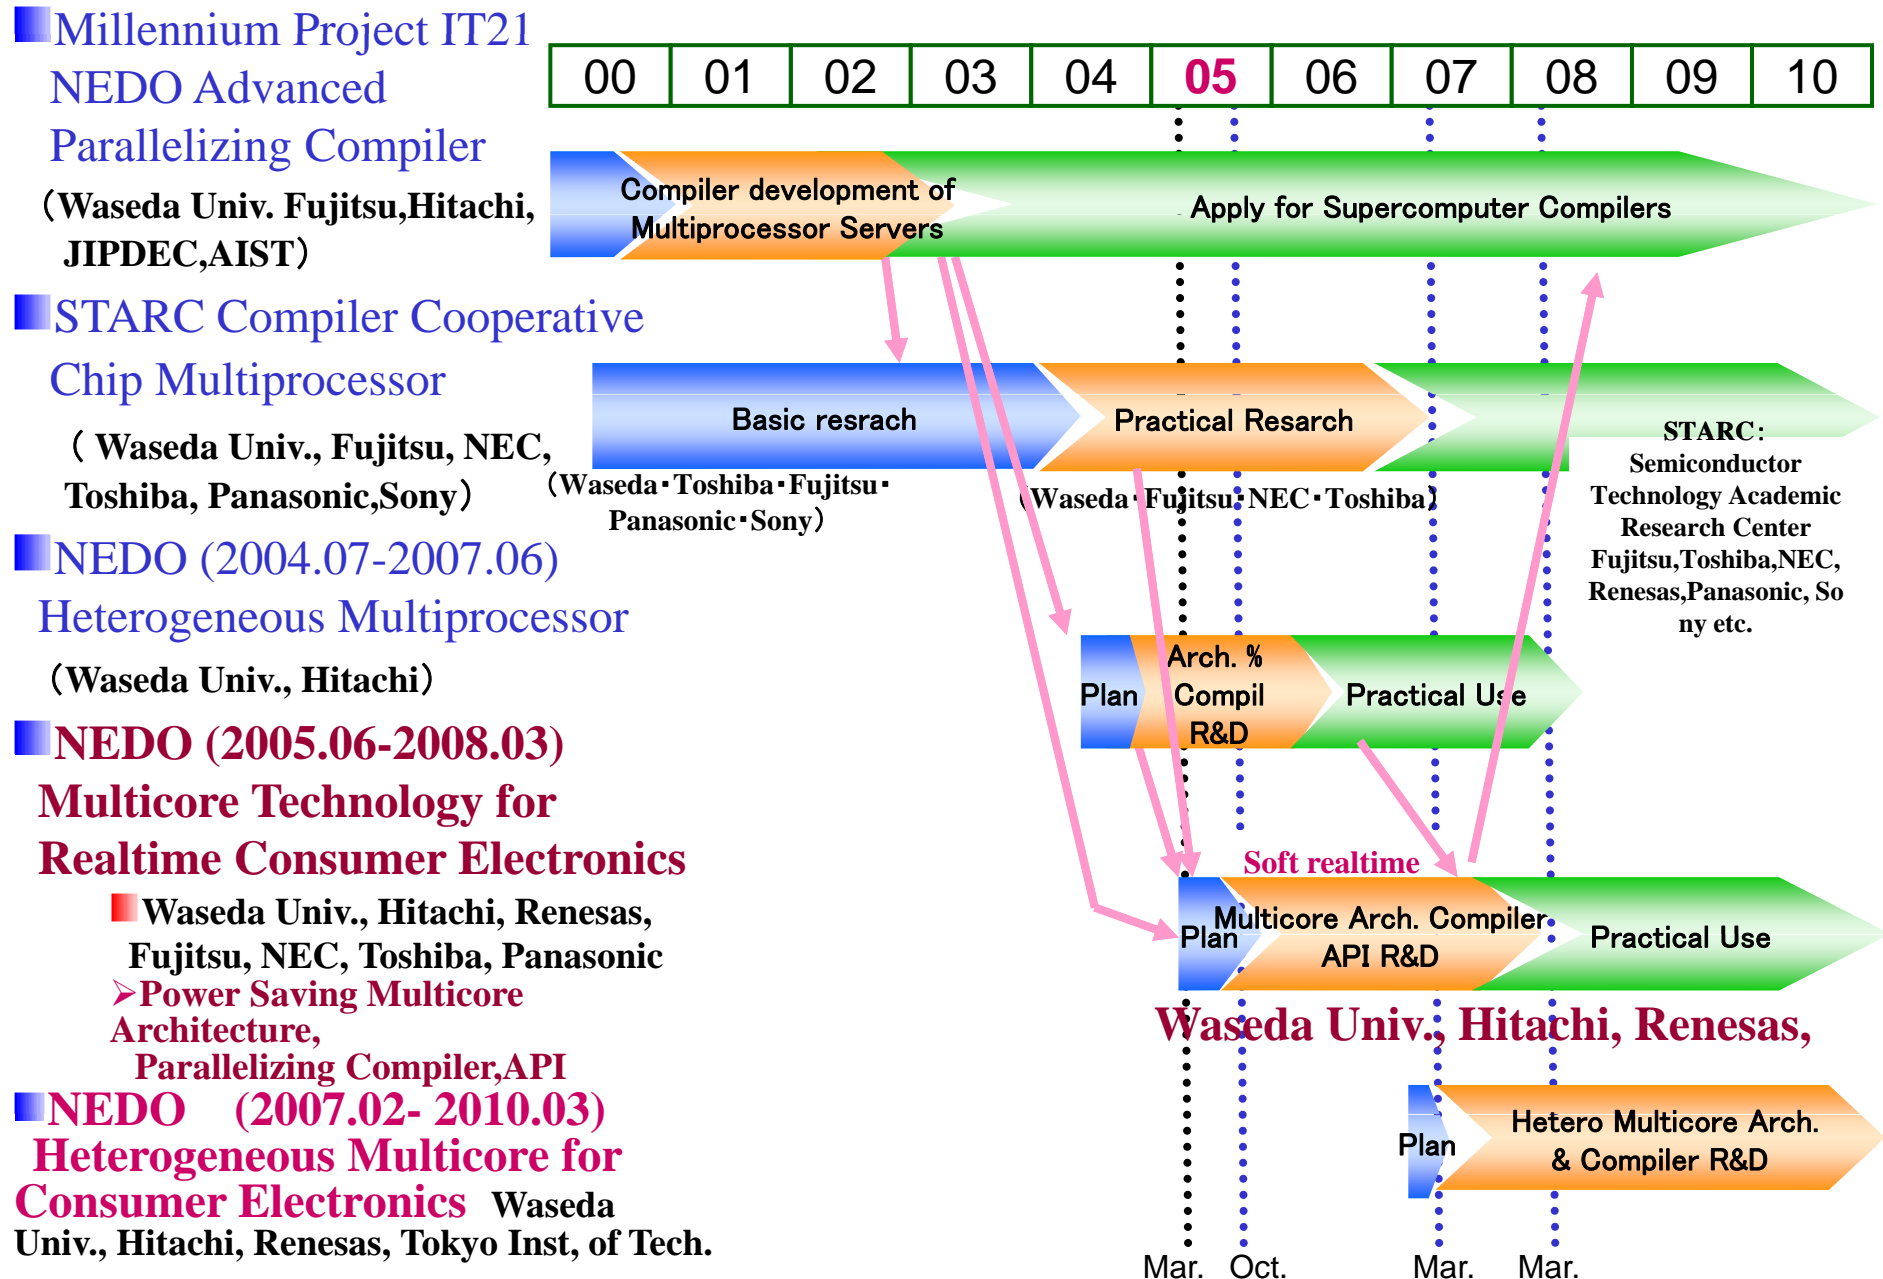 Millennium Project IT21
NEDO Advanced
Parallelizing Compiler
（Waseda Univ. Fujitsu,Hitachi,
JIPDEC,AIST）
STARC Compiler Cooperative
Chip Multiprocessor
（ Waseda Univ., Fujitsu, NEC,
Toshiba, Panasonic,Sony）
NEDO (2004.07-2007.06)
Heterogeneous Multiprocessor
（Waseda Univ., Hitachi）
NEDO (2005.06-2008.03)
Multicore Technology for
Realtime Consumer Electronics
Waseda Univ., Hitachi, Renesas,
Fujitsu, NEC, Toshiba, Panasonic
➢Power Saving Multicore
Architecture,
Parallelizing Compiler,API
NEDO (2007.02- 2010.03)
Heterogeneous Multicore for
Consumer Electronics Waseda
Univ., Hitachi, Renesas, Tokyo Inst, of Tech.
00 01 02 03 04 05 06 07 08 09 10
Compiler development of
Multiprocessor Servers
Apply for Supercomputer Compilers
Basic resrach
Practical Resarch
（Waseda・Toshiba・Fujitsu・
Panasonic・Sony）
（Waseda・Fujitsu・NEC・Toshiba）
STARC：
Semiconductor
Technology Academic
Research Center
Fujitsu,Toshiba,NEC,
Renesas,Panasonic, So
ny etc.
Plan
Arch. %
Compil
R&D
Practical Use
Soft realtime
Plan
Multicore Arch. Compiler
API R&D
Practical Use
Waseda Univ., Hitachi, Renesas,
Plan
Hetero Multicore Arch.
& Compiler R&D
Mar. Oct. Mar. Mar.